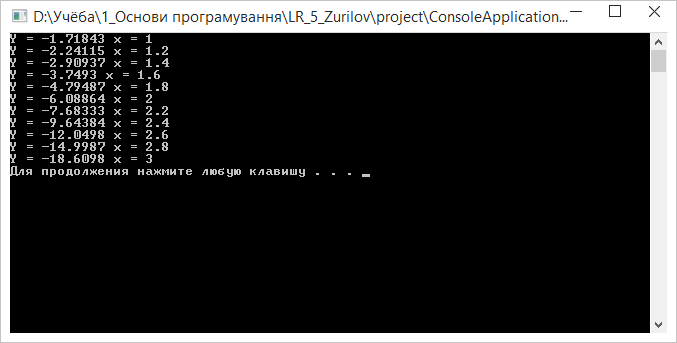 D:\Учёба\1_Основи програмування\LR_5_Zurilov\project\ConsoleApplication...
Y = -1.71843 x = 1
Y = -2.24115 x = 1.2
Y = -2.90937 x = 1.4
Y = -3.7493 x = 1.6
Y = -4.79487 x = 1.8
Y = -6.08864 x = 2
Y = -7.68333 x = 2.2
Y = -9.64384 x = 2.4
Y = -12.0498 x = 2.6
Y = -14.9987 x = 2.8
Y = -18.6098 x = 3
Для продолжения нажмите любую клавишу . . .